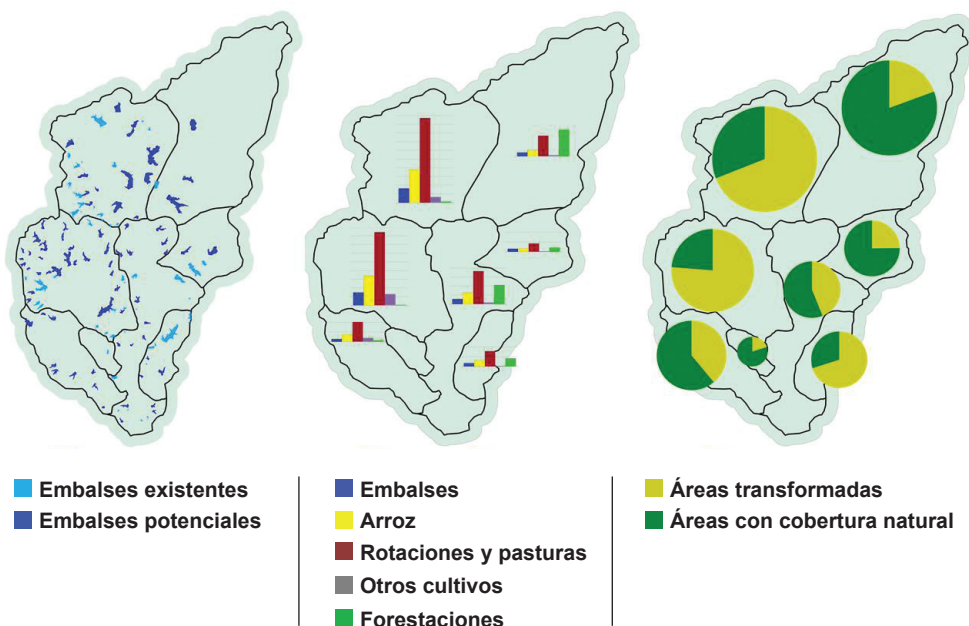 Embalses existentes
Embalses potenciales
Embalses
Arroz
Rotaciones y pasturas
Otros cultivos
Forestaciones
Áreas transformadas
Áreas con cobertura natural